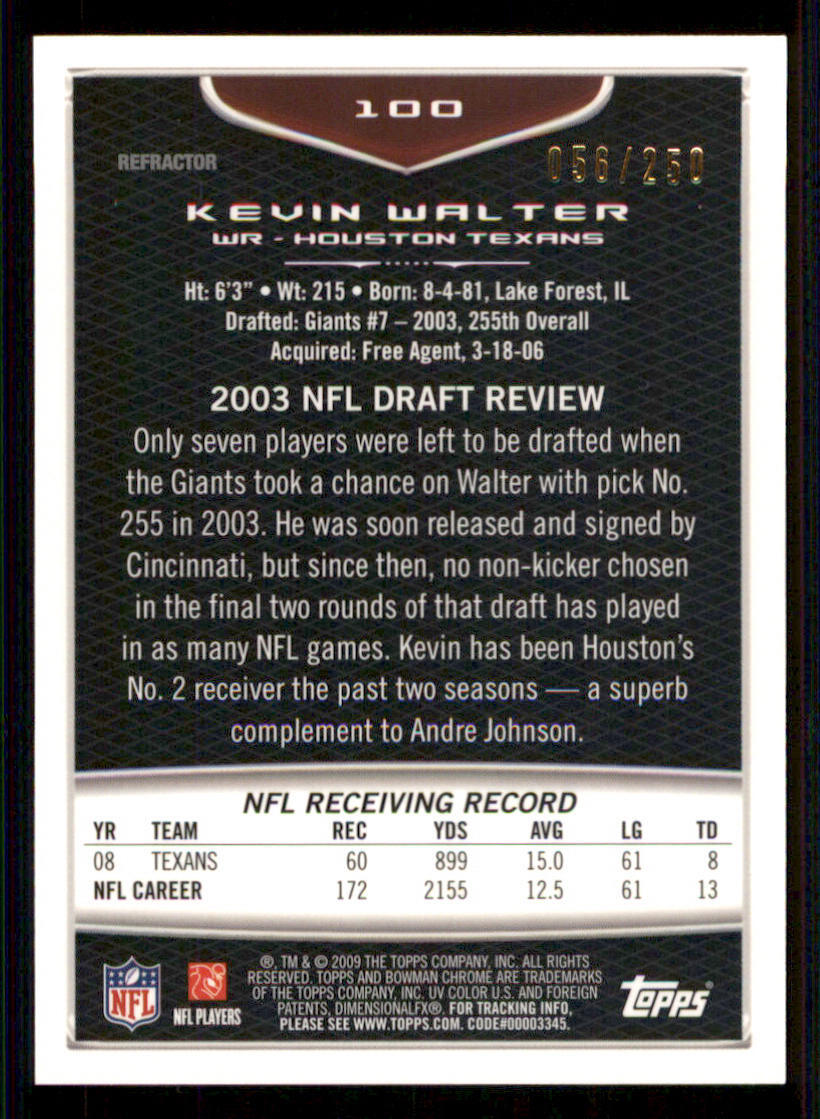 100
REFRACTOR
056/250
KEVIN WALTER
WR - HOUSTON TEXANS
Ht: 6'3" • Wt: 215 • Born: 8-4-81, Lake Forest, IL
Drafted: Giants #7 – 2003, 255th Overall
Acquired: Free Agent, 3-18-06
2003 NFL DRAFT REVIEW
Only seven players were left to be drafted when
the Giants took a chance on Walter with pick No.
255 in 2003. He was soon released and signed by
Cincinnati, but since then, no non-kicker chosen
in the final two rounds of that draft has played
in as many NFL games. Kevin has been Houston's
No. 2 receiver the past two seasons — a superb
complement to Andre Johnson.
NFL RECEIVING RECORD
YR TEAM REC YDS AVG LG TD
08 TEXANS 60 899 15.0 61 8
NFL CAREER 172 2155 12.5 61 13
®, TM & © 2009 THE TOPPS COMPANY, INC. ALL RIGHTS
RESERVED. TOPPS AND BOWMAN CHROME ARE TRADEMARKS
OF THE TOPPS COMPANY, INC. UV COLOR U.S. AND FOREIGN
PATENTS, DIMENSIONALFX®. FOR TRACKING INFO,
PLEASE SEE WWW.TOPPS.COM. CODE#00003345.
NFL
NFL PLAYERS
topps®